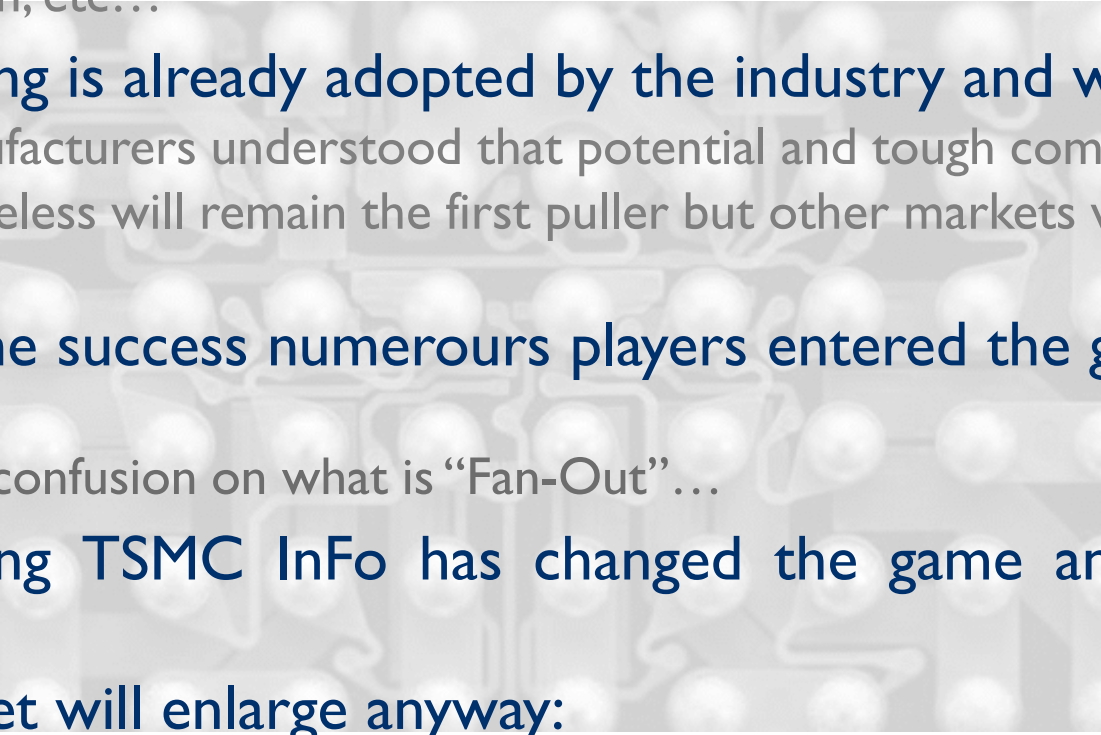 etc…
ng is already adopted by the industry and w
ufacturers understood that potential and tough com
eless will remain the first puller but other markets
he success numerours players entered the g
confusion on what is “Fan-Out”…
ng TSMC InFo has changed the game an
et will enlarge anyway: